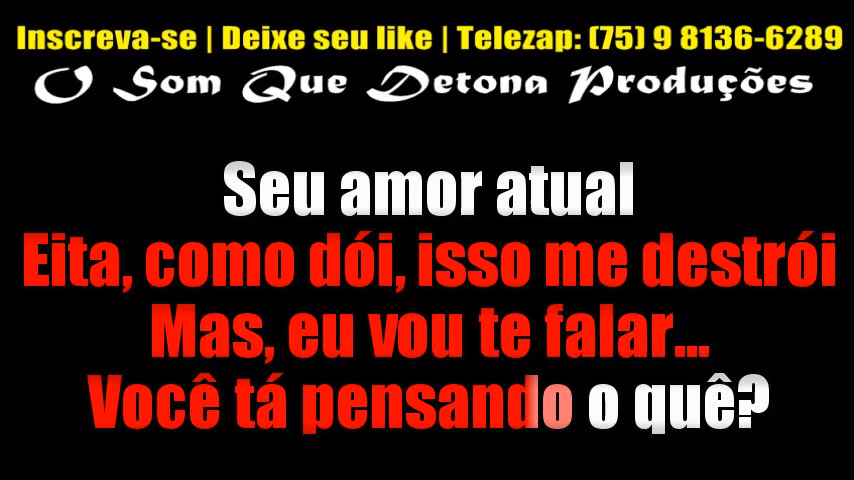 Inscreva-se | Deixe seu like | Telezap: (75) 9 8136-6289
O Som Que Detona Produções
Seu amor atual
Eita, como dói, isso me destrói
Mas, eu vou te falar...
Você tá pensando o quê?